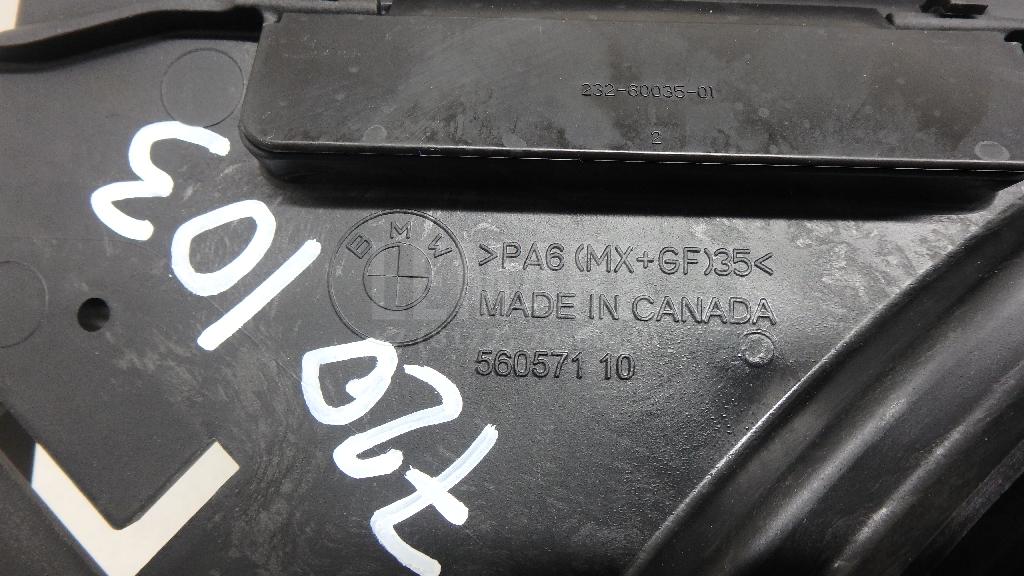 232-60035-01
2
BMW
>PA6 (MX+GF)35<
MADE IN CANADA
560571 10